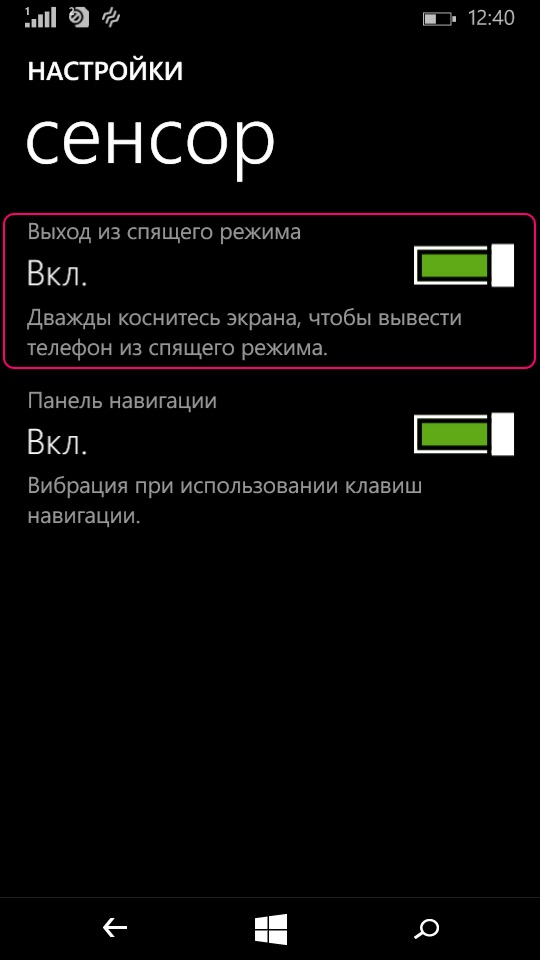 1
2
12:40
НАСТРОЙКИ
сенсор
Выход из спящего режима
Вкл.
Дважды коснитесь экрана, чтобы вывести
телефон из спящего режима.
Панель навигации
Вкл.
Вибрация при использовании клавиш
навигации.